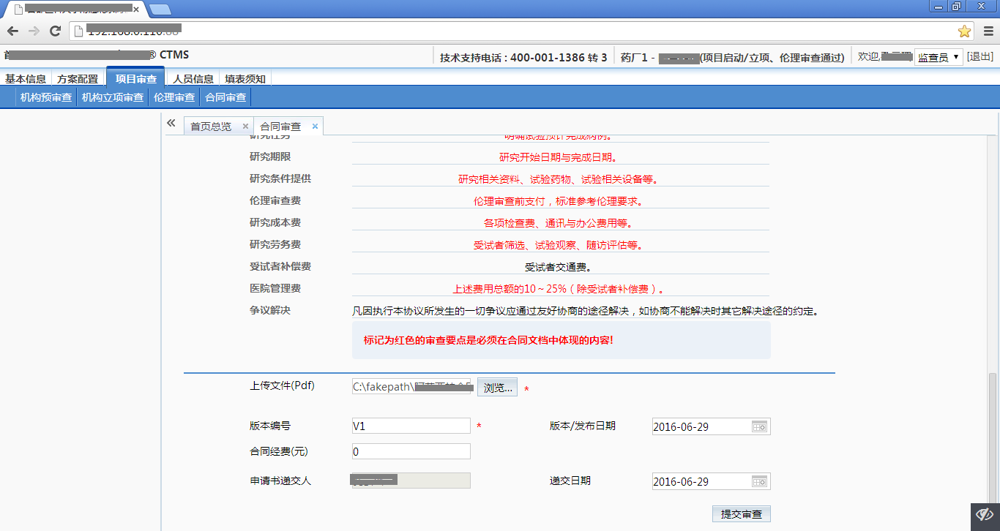 ® CTMS
技术支持电话 : 400-001-1386 转 3
药厂1 -
(项目启动/立项、伦理审查通过)
欢迎,
监查员
[退出]
基本信息 方案配置 项目审查 人员信息 填表须知
机构预审查 机构立项审查 伦理审查 合同审查
首页总览 合同审查
研究任务 明确试验预计完成病例。
研究期限 研究开始日期与完成日期。
研究条件提供 研究相关资料、试验药物、试验相关设备等。
伦理审查费 伦理审查前支付，标准参考伦理要求。
研究成本费 各项检查费、通讯与办公费用等。
研究劳务费 受试者筛选、试验观察、随访评估等。
受试者补偿费 受试者交通费。
医院管理费 上述费用总额的10～25%（除受试者补偿费）。
争议解决 凡因执行本协议所发生的一切争议应通过友好协商的途径解决，如协商不能解决时其它解决途径的约定。
标记为红色的审查要点是必须在合同文档中体现的内容!
上传文件(Pdf) C:\fakepath\ 浏览... *
版本编号 V1 * 版本/发布日期 2016-06-29
合同经费(元) 0
申请书递交人 递交日期 2016-06-29
提交审查